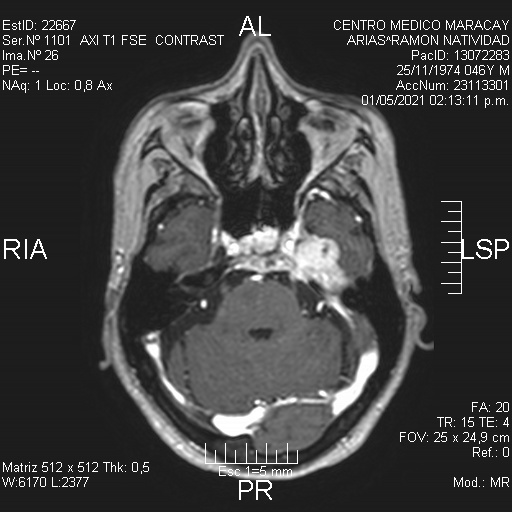 EstID: 22667
Ser.Nº 1101 AXI T1 FSE CONTRAST
Ima.Nº 26
PE= --
NAq: 1 Loc: 0,8 Ax
AL
CENTRO MEDICO MARACAY
ARIAS^RAMON NATIVIDAD
PacID: 13072283
25/11/1974 046Y M
AccNum: 23113301
01/05/2021 02:13:11 p.m.
RIA
LSP
FA: 20
TR: 15 TE: 4
FOV: 25 x 24,9 cm
Ref.: 0
Matriz 512 x 512 Thk: 0,5
W:6170 L:2377
Esc 1=5 mm
PR
Mod.: MR